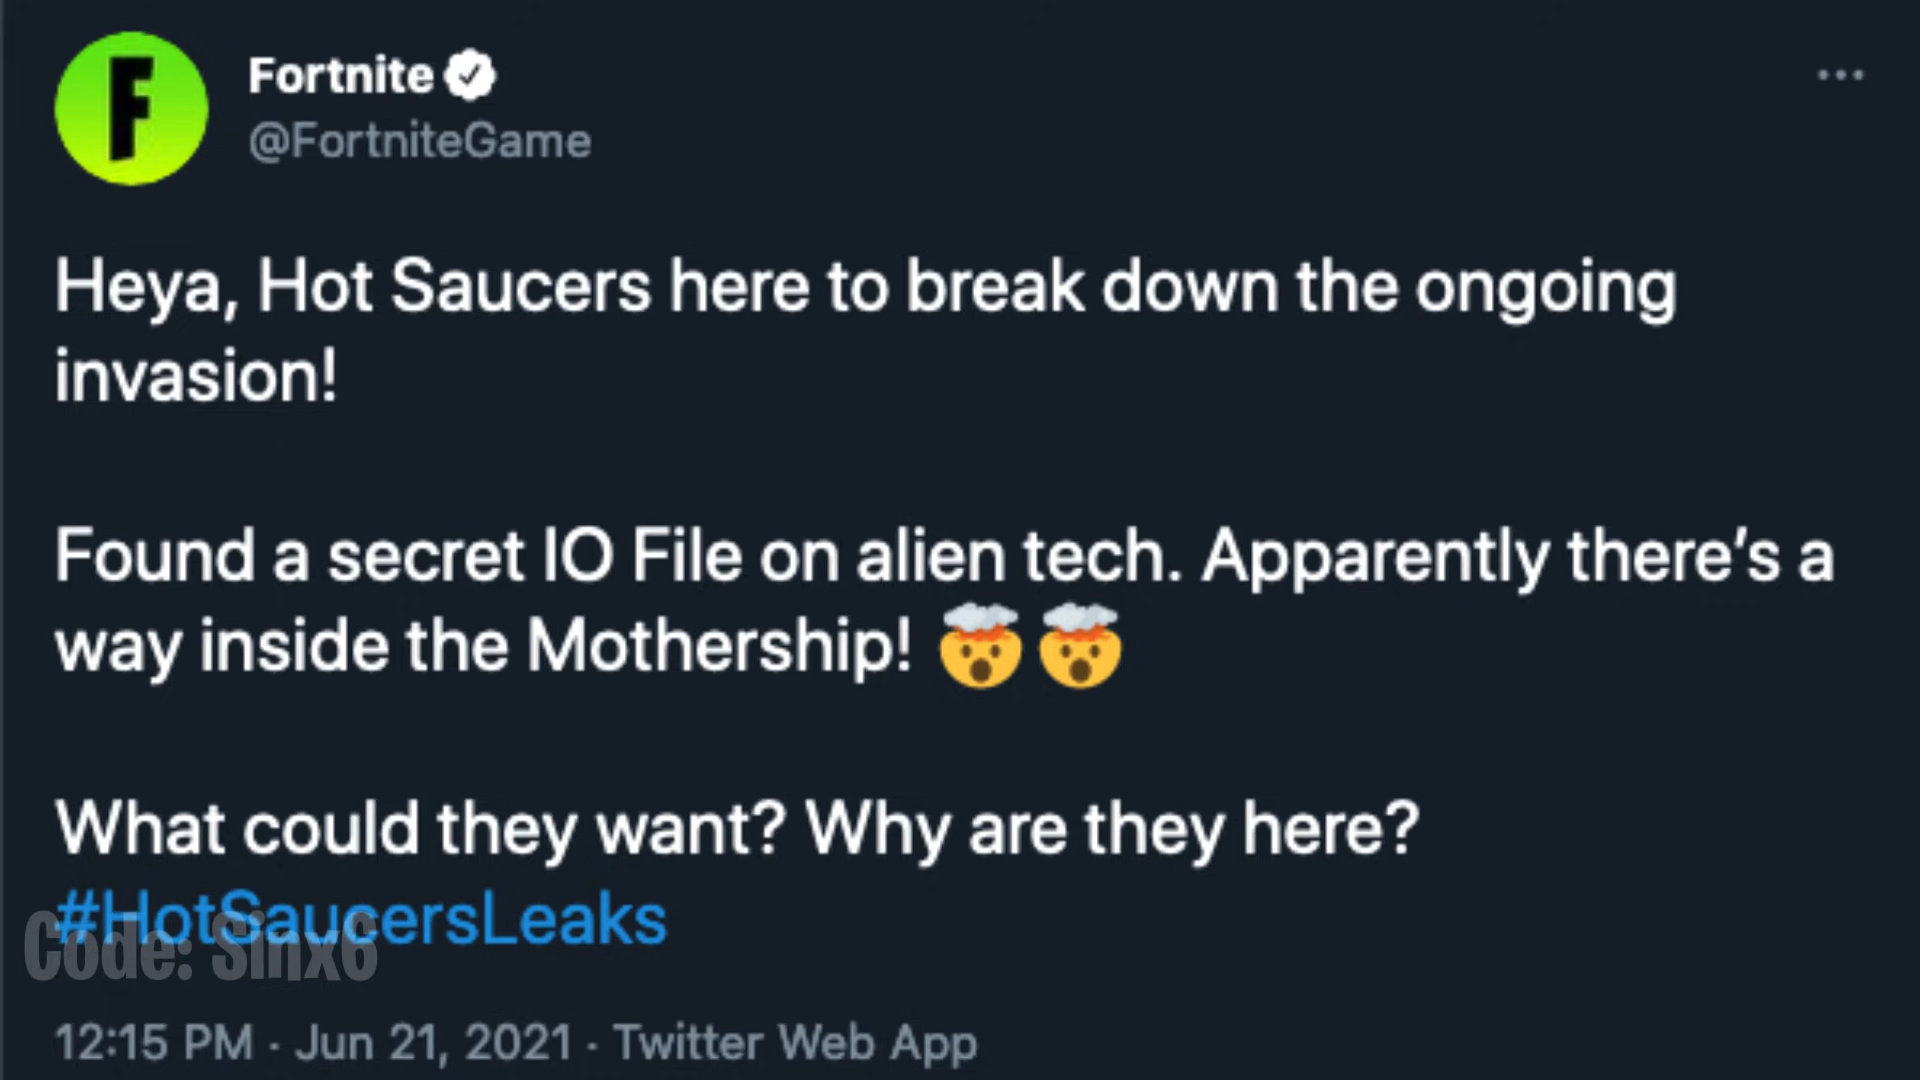 F
Fortnite
@FortniteGame
Heya, Hot Saucers here to break down the ongoing
invasion!
Found a secret IO File on alien tech. Apparently there's a
way inside the Mothership! 🤯🤯
What could they want? Why are they here?
#HotSaucersLeaks
Code: Sinx6
12:15 PM · Jun 21, 2021 · Twitter Web App